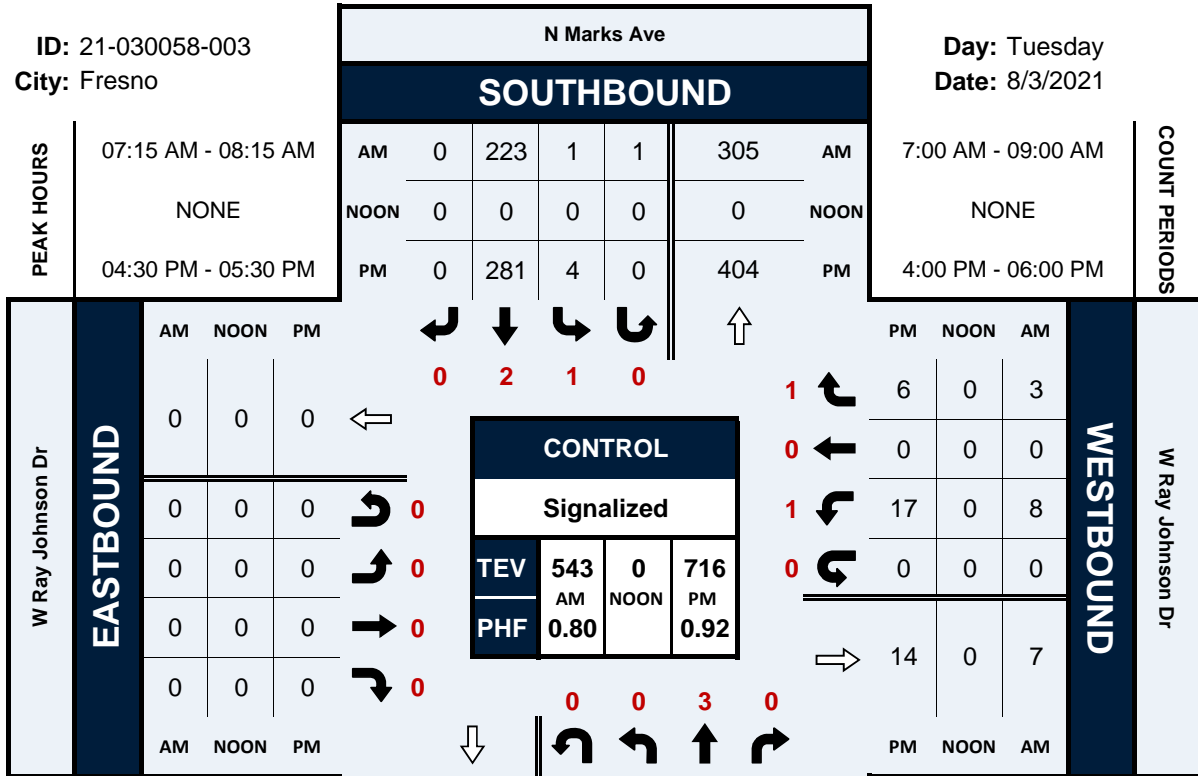 N Marks Ave
ID: 21-030058-003
Day: Tuesday
City: Fresno
Date: 8/3/2021
SOUTHBOUND
PEAK HOURS
07:15 AM - 08:15 AM
AM 0 223 1 1 305 AM
7:00 AM - 09:00 AM
COUNT PERIODS
NONE
NOON 0 0 0 0 0 NOON
NONE
04:30 PM - 05:30 PM
PM 0 281 4 0 404 PM
4:00 PM - 06:00 PM
AM NOON PM
PM NOON AM
0 2 1 0
1 6 0 3
0 0 0
0 0 0 0
1 17 0 8
0 0 0 0
W Ray Johnson Dr
EASTBOUND
WESTBOUND
W Ray Johnson Dr
CONTROL
Signalized
TEV 543 0 716
AM NOON PM
PHF 0.80 0.92
0 0 0 0
0 0 0 0
0 0 0 0
0 0 0 0
14 0 7
0 0 3 0
AM NOON PM
PM NOON AM